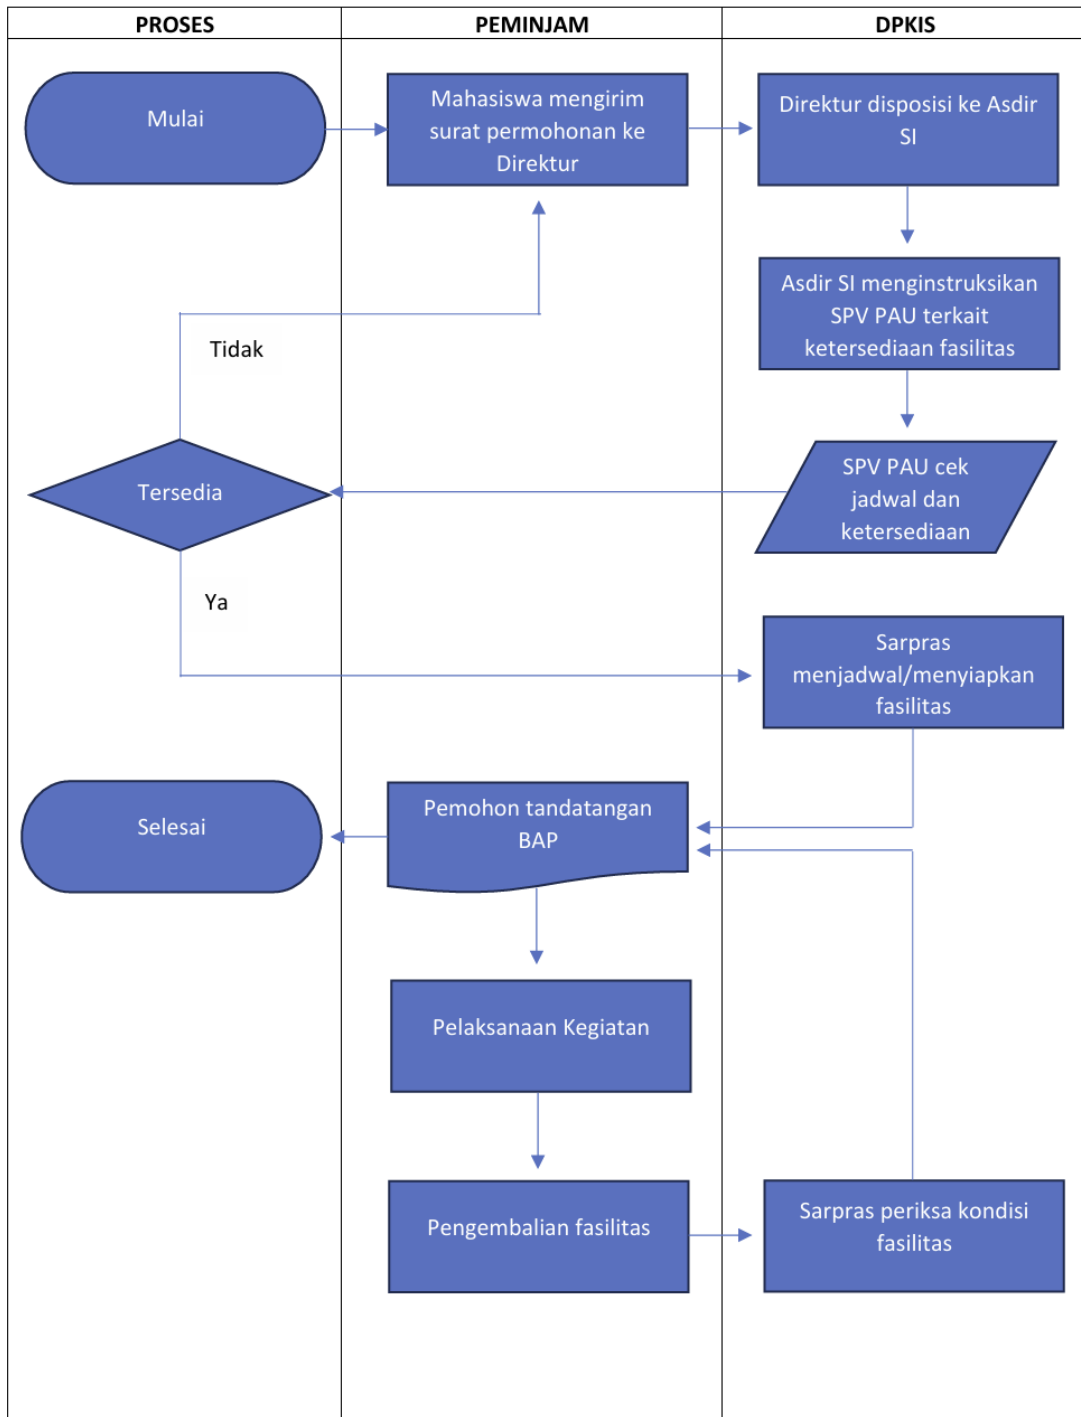 PROSES
PEMINJAM
DPKIS
Mulai
Mahasiswa mengirim
surat permohonan ke
Direktur
Direktur disposisi ke Asdir
SI
Asdir SI menginstruksikan
SPV PAU terkait
ketersediaan fasilitas
Tidak
Tersedia
SPV PAU cek
jadwal dan
ketersediaan
Ya
Sarpras
menjadwal/menyiapkan
fasilitas
Selesai
Pemohon tandatangan
BAP
Pelaksanaan Kegiatan
Pengembalian fasilitas
Sarpras periksa kondisi
fasilitas